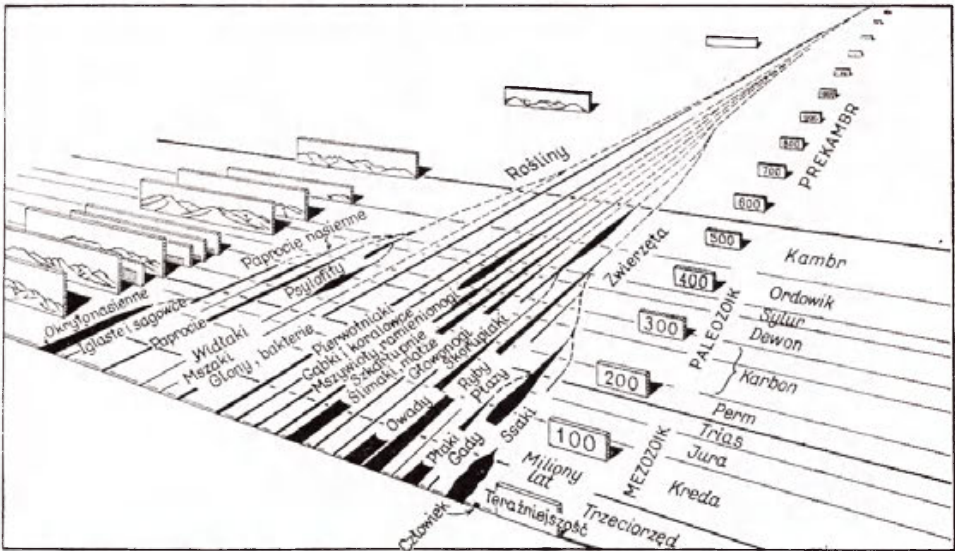 PREKAMBR
700
600
500
400
300
200
100
Miliony
lat
Teraźniejszość
Kambr
Ordowik
Sylur
Dewon
Karbon
Perm
Trias
Jura
Kreda
Trzeciorzęd
PALEOZOIK
MEZOZOIK
Rośliny
Zwierzęta
Paprocie nasienne
Psylofity
Okrytonasienne
Iglaste i sagowce
Paprocie
Widłaki
Mszaki
Glony, bakterie
Pierwotniaki
Gąbki i koralowce
Mszywioły ramienionogi
Szkarłupnie
Ślimaki, małże
Głowonogi
Skorupiaki
Owady
Ryby
Płazy
Ptaki
Gady
Ssaki
Człowiek